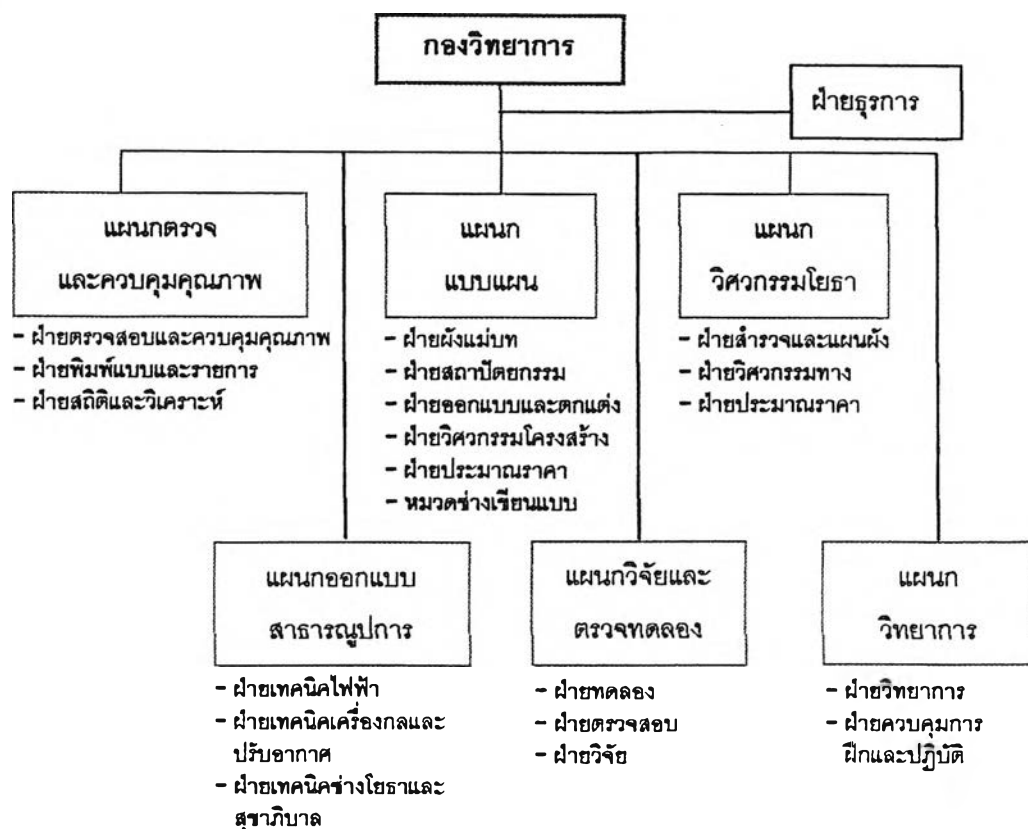 กองวิทยาการ
ฝ่ายธุรการ
แผนกตรวจ
และควบคุมคุณภาพ
- ฝ่ายตรวจสอบและควบคุมคุณภาพ
- ฝ่ายพิมพ์แบบและรายการ
- ฝ่ายสถิติและวิเคราะห์
แผนก
แบบแผน
- ฝ่ายผังแม่บท
- ฝ่ายสถาปัตยกรรม
- ฝ่ายออกแบบและตกแต่ง
- ฝ่ายวิศวกรรมโครงสร้าง
- ฝ่ายประมาณราคา
- หมวดช่างเขียนแบบ
แผนก
วิศวกรรมโยธา
- ฝ่ายสำรวจและแผนผัง
- ฝ่ายวิศวกรรมทาง
- ฝ่ายประมาณราคา
แผนกออกแบบ
สาธารณูปการ
- ฝ่ายเทคนิคไฟฟ้า
- ฝ่ายเทคนิคเครื่องกลและ
ปรับอากาศ
- ฝ่ายเทคนิคช่างโยธาและ
สุขาภิบาล
แผนกวิจัยและ
ตรวจทดลอง
- ฝ่ายทดลอง
- ฝ่ายตรวจสอบ
- ฝ่ายวิจัย
แผนก
วิทยาการ
- ฝ่ายวิทยาการ
- ฝ่ายควบคุมการ
ฝึกและปฏิบัติ